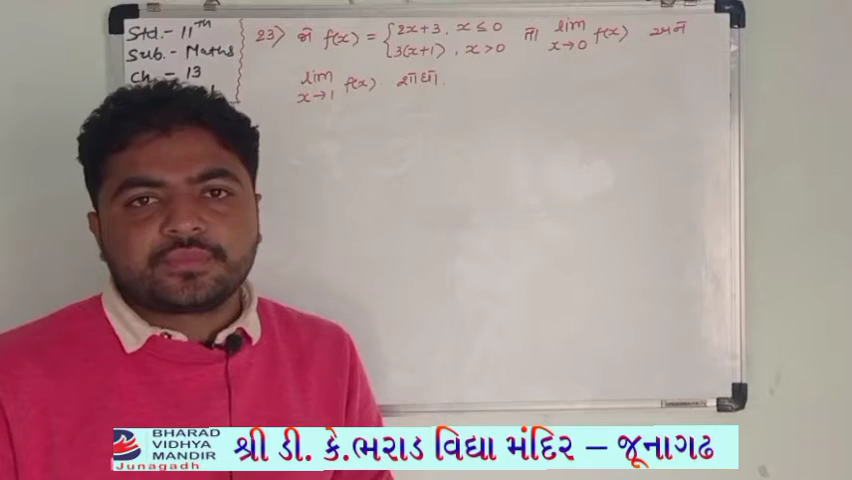 Std.- 11th
Sub.- Maths
Ch.- 13
23) જો f(x) = { 2x+3, x ≤ 0 તો lim x→0 f(x) અને
3(x+1), x > 0
lim x→1 f(x) શોધો.
BHARAD
VIDHYA
MANDIR
Junagadh
શ્રી ડી. કે.ભરાડ વિદ્યા મંદિર – જૂનાગઢ